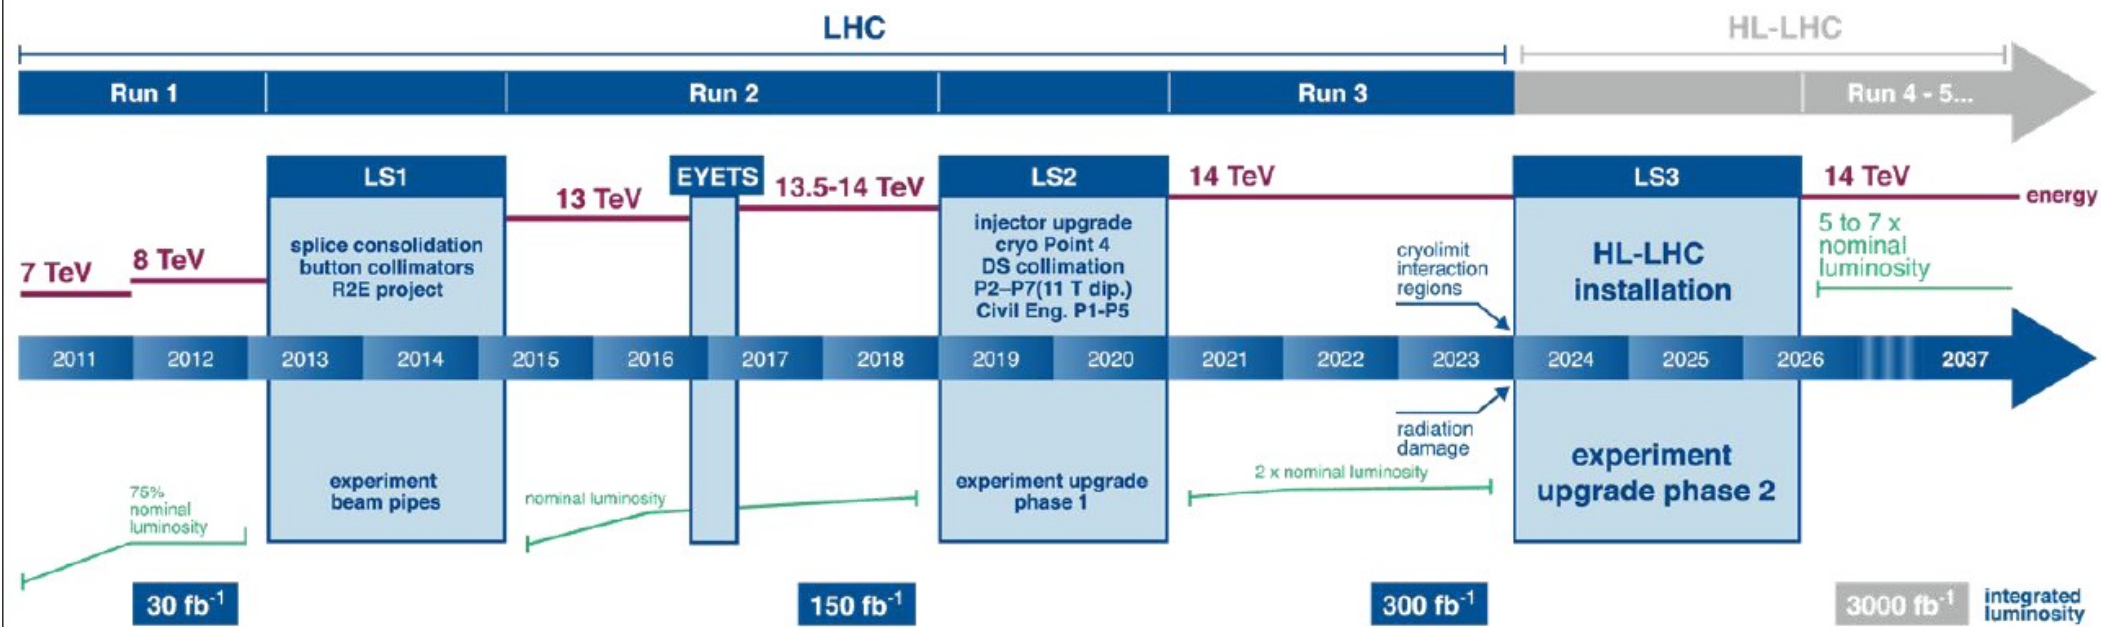 LHC
HL-LHC
Run 1
Run 2
Run 3
Run 4 - 5...
LS1
EYETS
LS2
LS3
7 TeV
8 TeV
13 TeV
13.5-14 TeV
14 TeV
14 TeV
energy
splice consolidation
button collimators
R2E project
injector upgrade
cryo Point 4
DS collimation
P2–P7(11 T dip.)
Civil Eng. P1-P5
cryolimit
interaction
regions
HL-LHC
installation
5 to 7 x
nominal
luminosity
2011
2012
2013
2014
2015
2016
2017
2018
2019
2020
2021
2022
2023
2024
2025
2026
2037
75%
nominal
luminosity
experiment
beam pipes
nominal luminosity
experiment upgrade
phase 1
2 x nominal luminosity
radiation
damage
experiment
upgrade phase 2
30 fb⁻¹
150 fb⁻¹
300 fb⁻¹
3000 fb⁻¹
integrated
luminosity